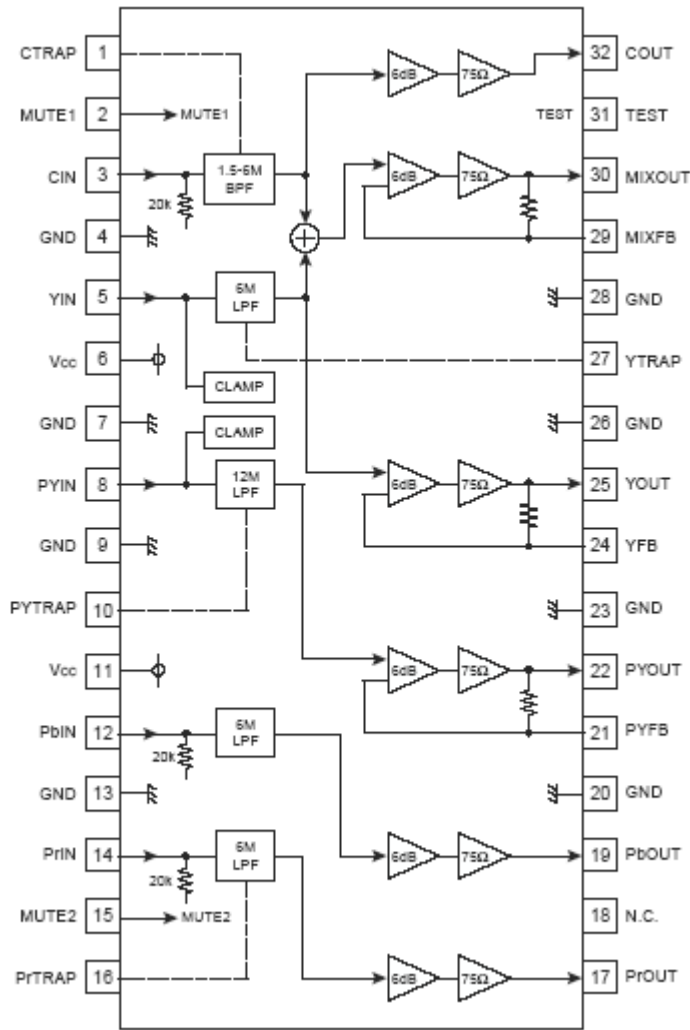 CTRAP 1 6dB 75Ω 32 COUT
MUTE1 2 MUTE1 TEST 31 TEST
CIN 3 1.5-6M BPF 6dB 75Ω 30 MIXOUT
20k
GND 4 29 MIXFB
YIN 5 6M LPF 28 GND
Vcc 6 27 YTRAP
CLAMP
GND 7 CLAMP 26 GND
PYIN 8 12M LPF 6dB 75Ω 25 YOUT
GND 9 24 YFB
PYTRAP 10 23 GND
Vcc 11 6dB 75Ω 22 PYOUT
PbIN 12 6M LPF 21 PYFB
20k
GND 13 20 GND
PrIN 14 6M LPF 6dB 75Ω 19 PbOUT
20k
MUTE2 15 MUTE2 18 N.C.
PrTRAP 16 6dB 75Ω 17 PrOUT